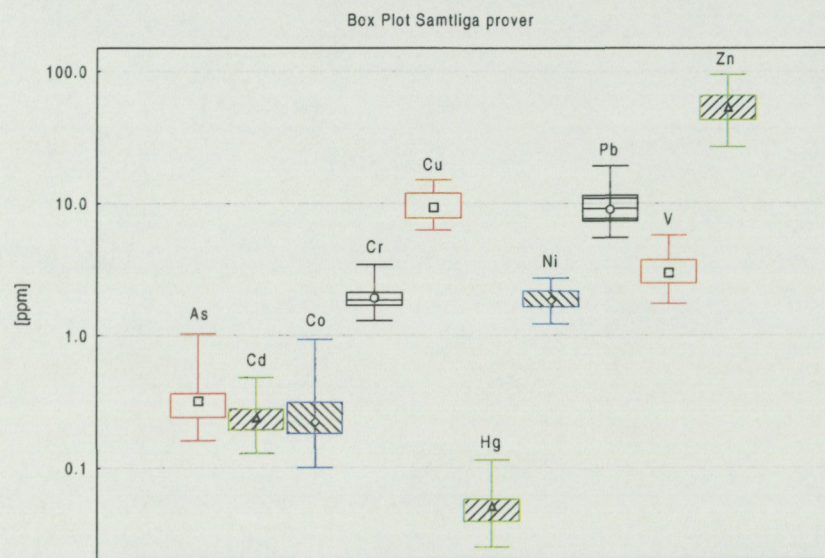 Box Plot Samtliga prover
[ppm]
100.0
10.0
1.0
0.1
As
Cd
Co
Cr
Cu
Hg
Ni
Pb
V
Zn